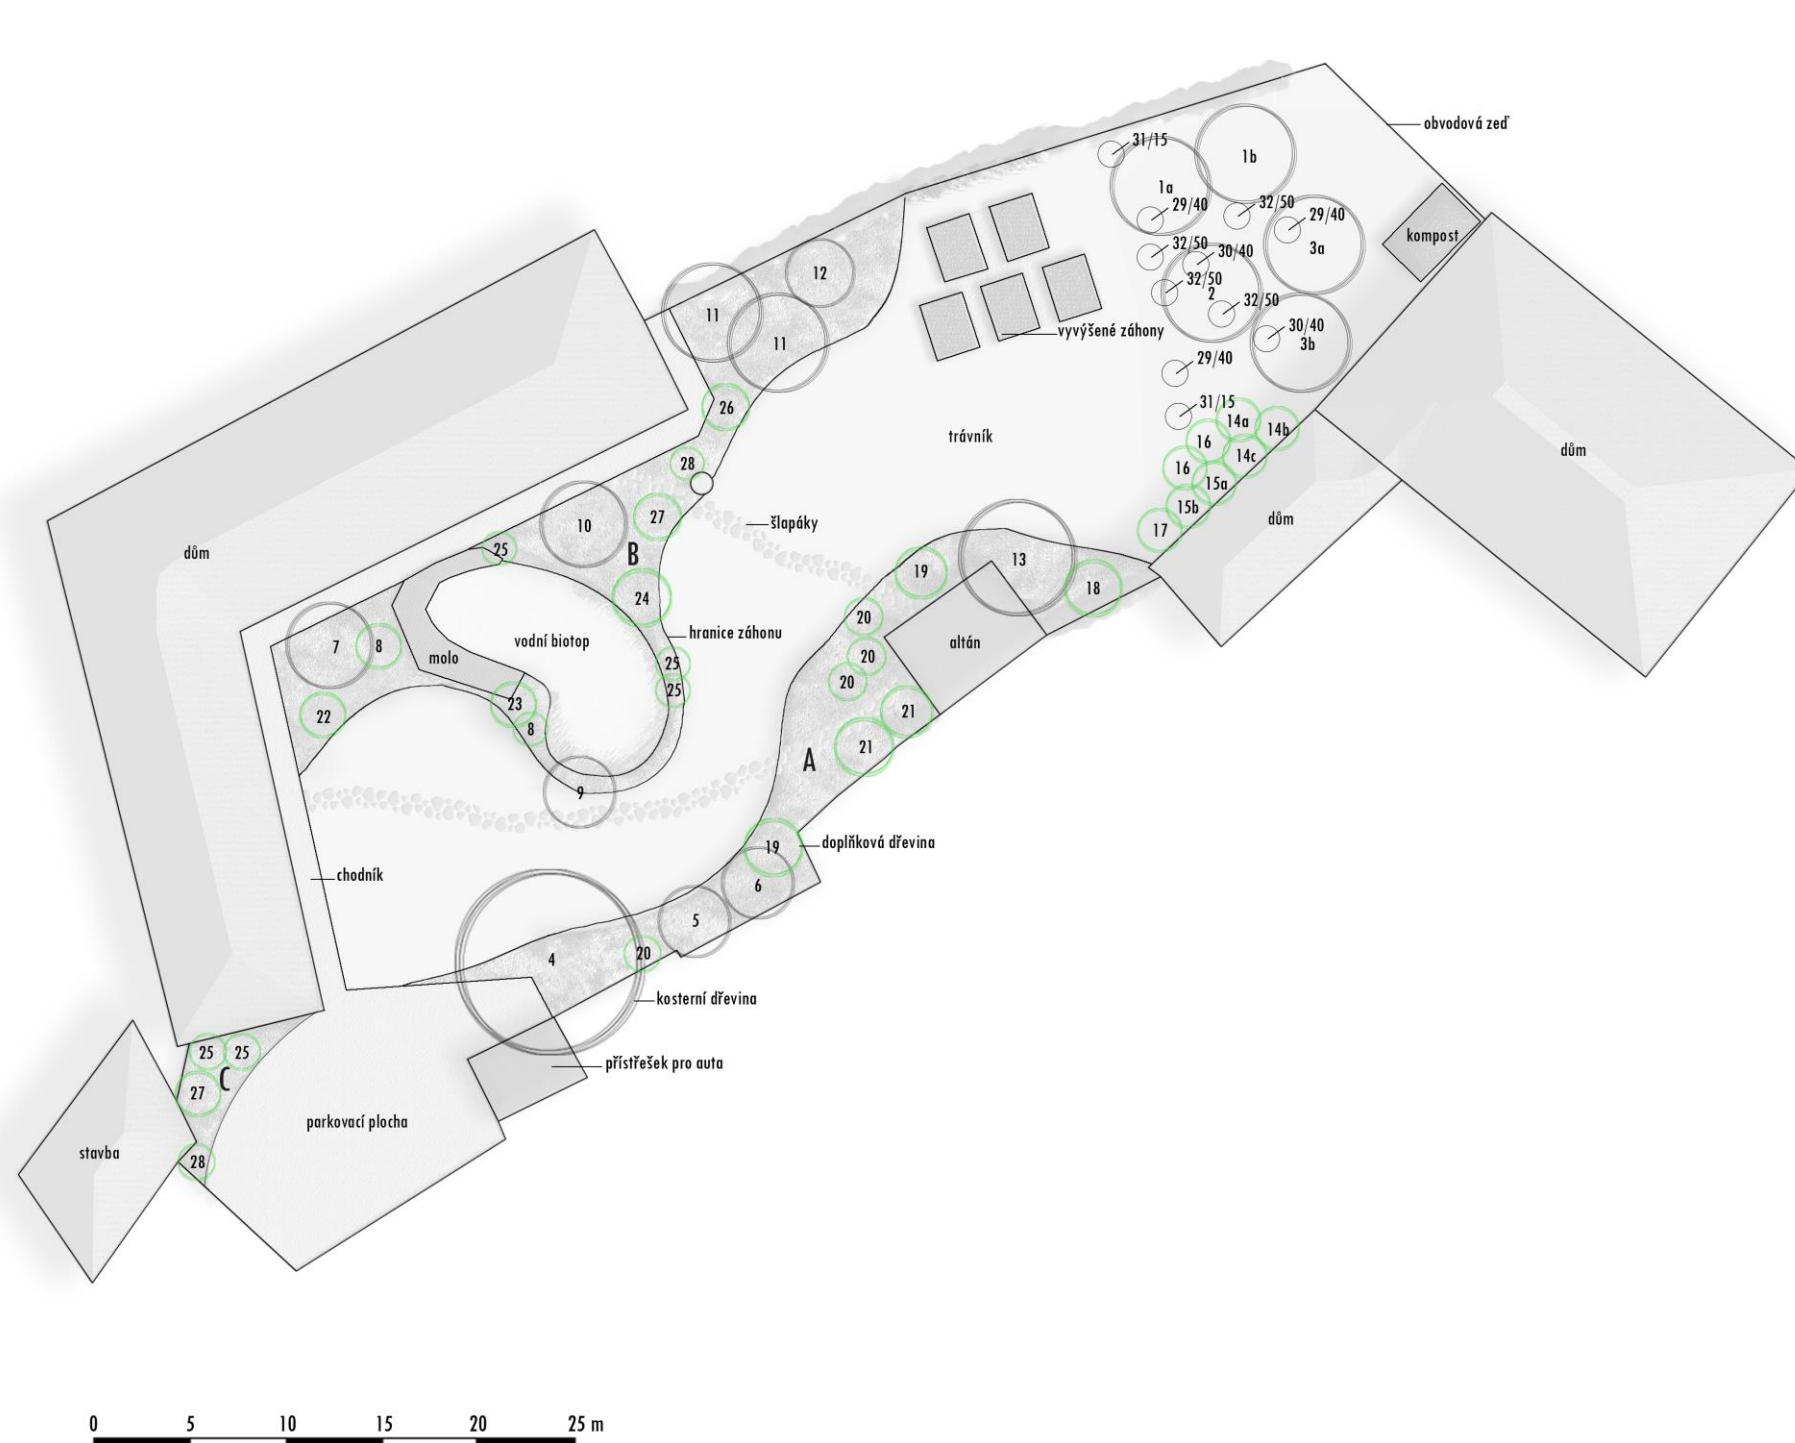 obvodová zeď
31/15
1b
1a
29/40
32/50
29/40
3a
kompost
32/50
30/40
32/50
2
32/50
12
11
11
vyvýšené záhony
30/40
3b
29/40
31/15
26
14a
14b
trávník
16
14c
dům
28
16
15a
15b
10
27
šlapáky
dům
17
dům
25
B
13
19
18
24
20
7
8
vodní biotop
hranice záhonu
altán
molo
20
25
20
25
22
23
21
8
21
A
9
19
doplňková dřevina
chodník
6
5
4
20
kosterní dřevina
25
25
přístřešek pro auta
C
27
parkovací plocha
stavba
28
0 5 10 15 20 25 m